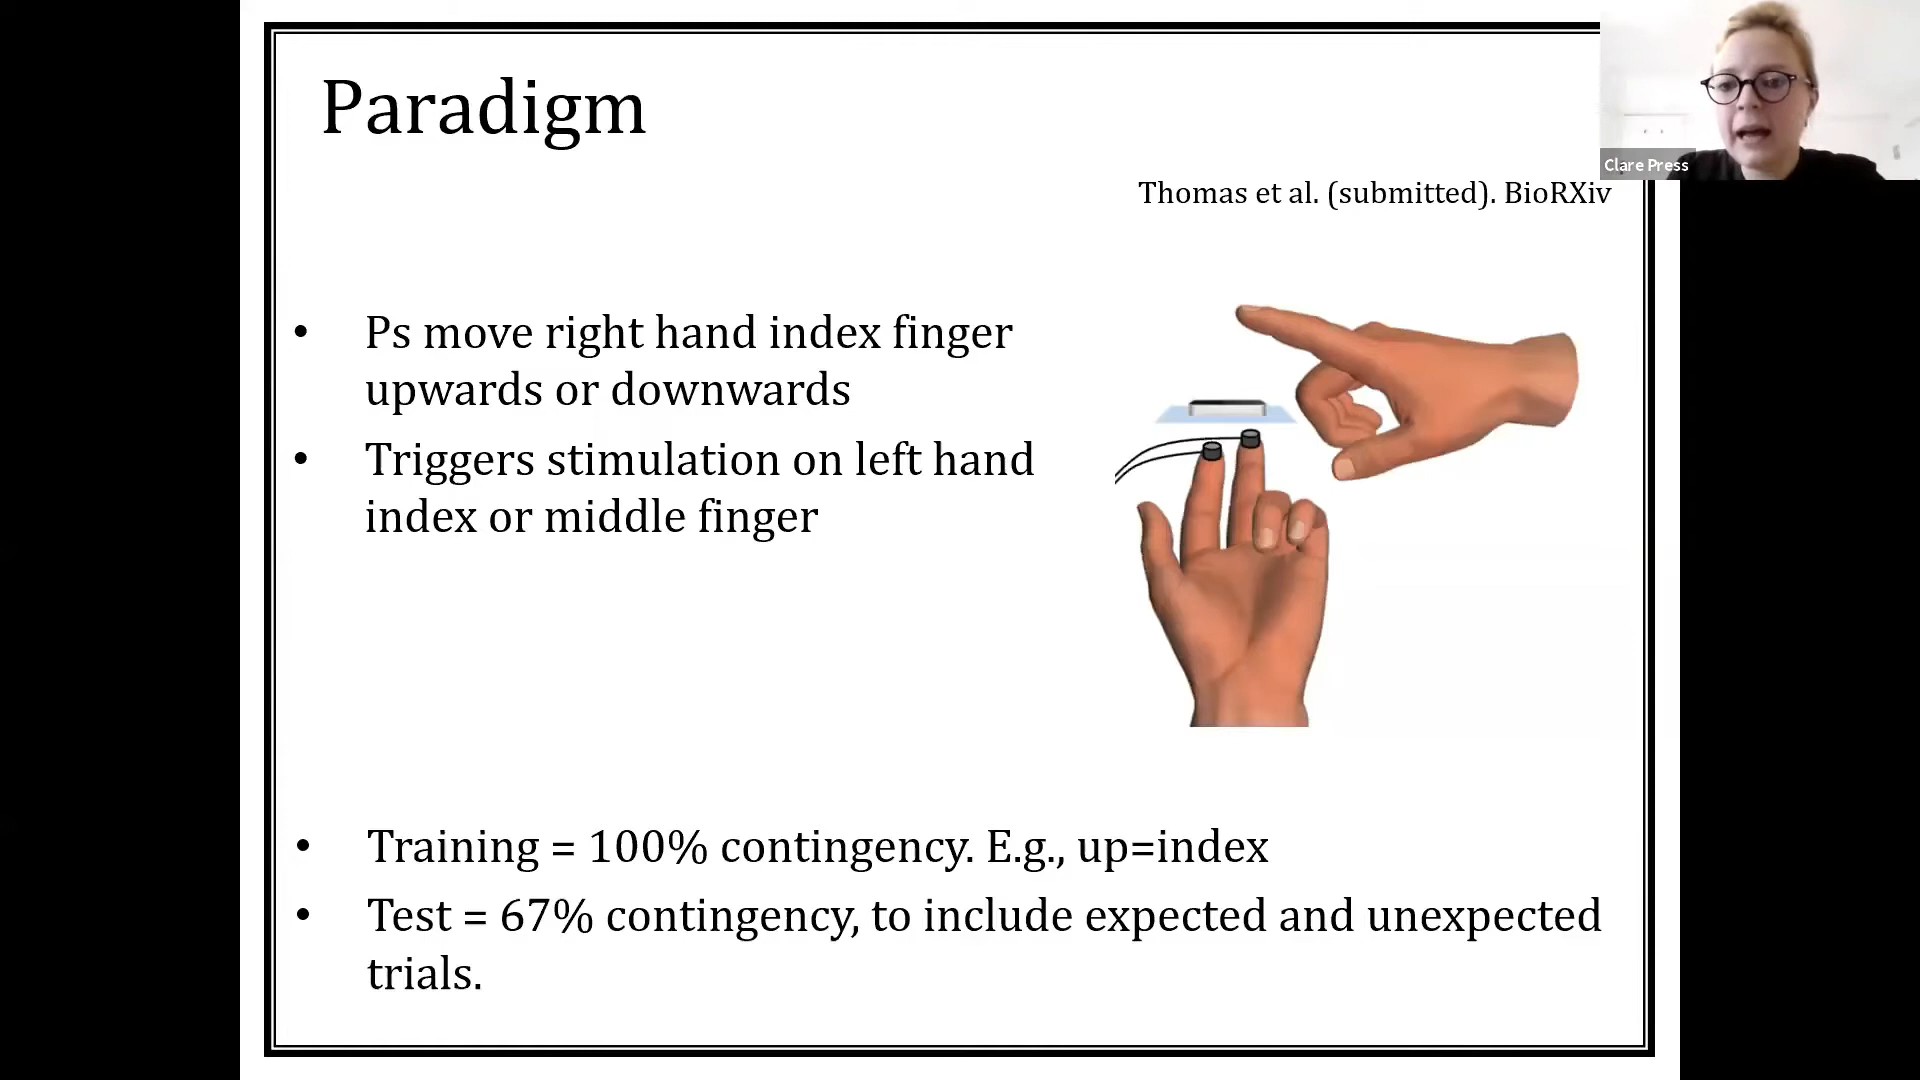 Paradigm
Clare Press
Thomas et al. (submitted). BioRXiv
• Ps move right hand index finger
upwards or downwards
• Triggers stimulation on left hand
index or middle finger
• Training = 100% contingency. E.g., up=index
• Test = 67% contingency, to include expected and unexpected
trials.